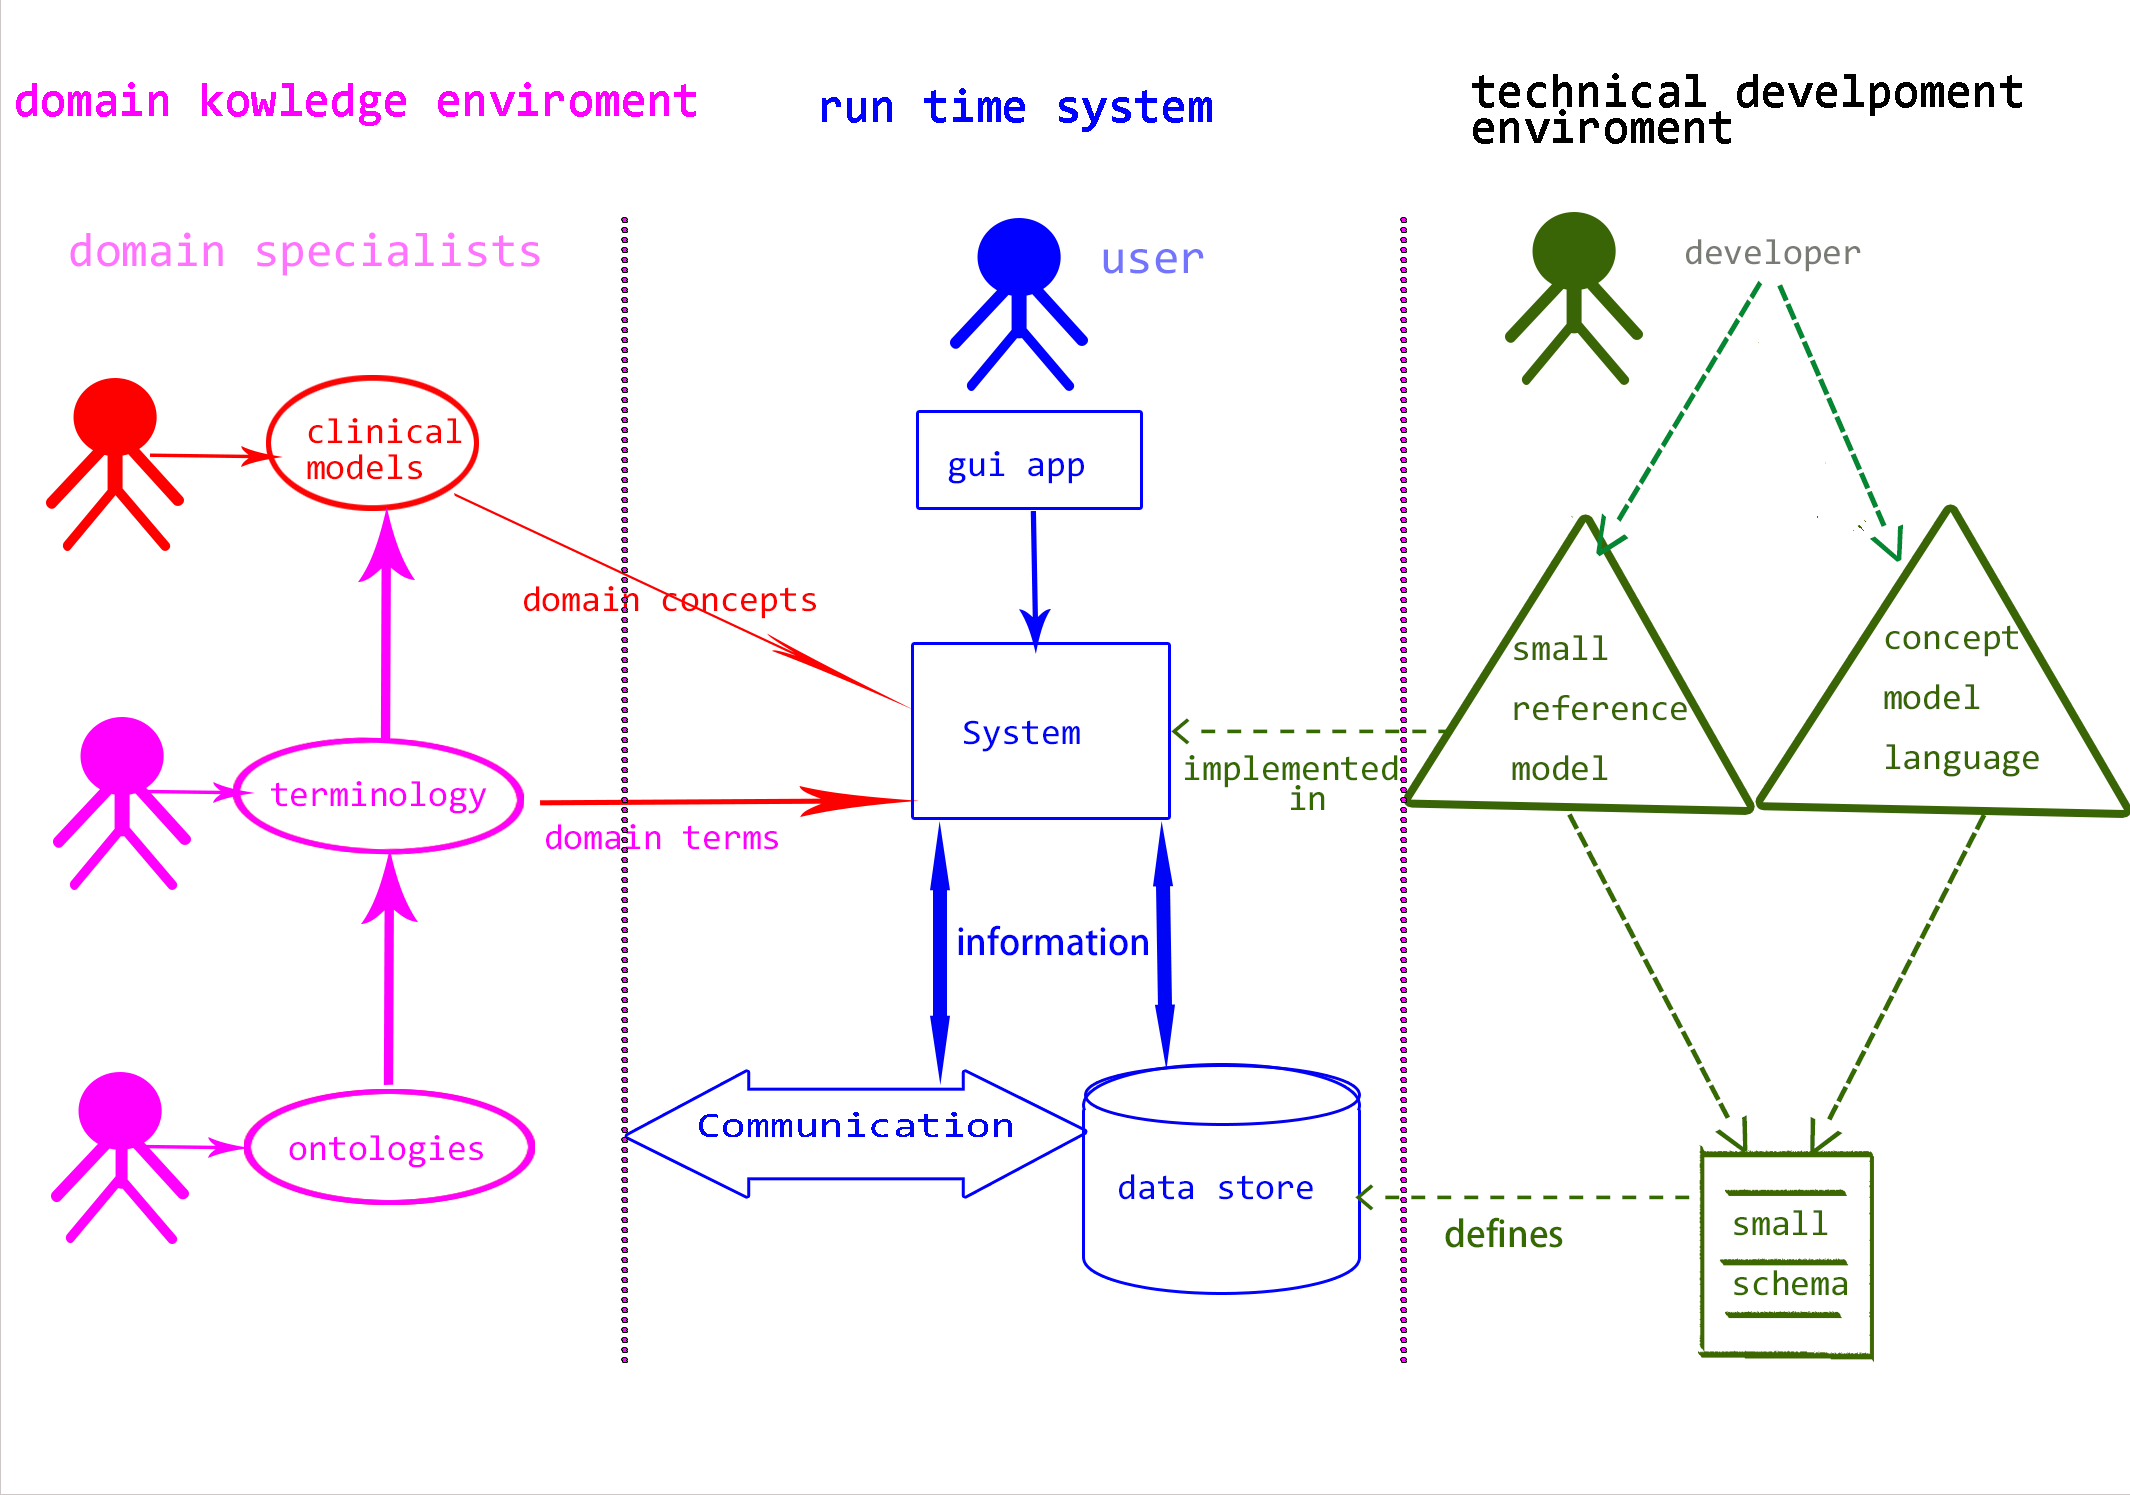 domain kowledge enviroment
run time system
technical develpoment
enviroment
domain specialists
user
developer
clinical
models
gui app
domain concepts
small
reference
model
concept
model
language
System
implemented
in
terminology
domain terms
information
Communication
ontologies
data store
defines
small
schema